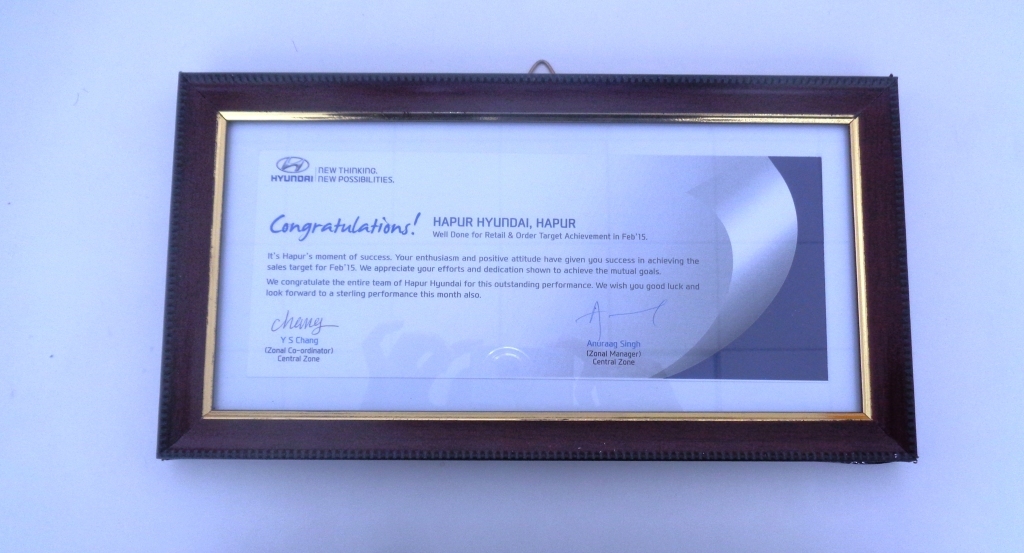 HYUNDAI
NEW THINKING.
NEW POSSIBILITIES.
Congratulations!
HAPUR HYUNDAI, HAPUR
Well Done for Retail & Order Target Achievement in Feb'15.
It's Hapur's moment of success. Your enthusiasm and positive attitude have given you success in achieving the
sales target for Feb'15. We appreciate your efforts and dedication shown to achieve the mutual goals.
We congratulate the entire team of Hapur Hyundai for this outstanding performance. We wish you good luck and
look forward to a sterling performance this month also.
chang
Y S Chang
(Zonal Co-ordinator)
Central Zone
Anuraag Singh
(Zonal Manager)
Central Zone